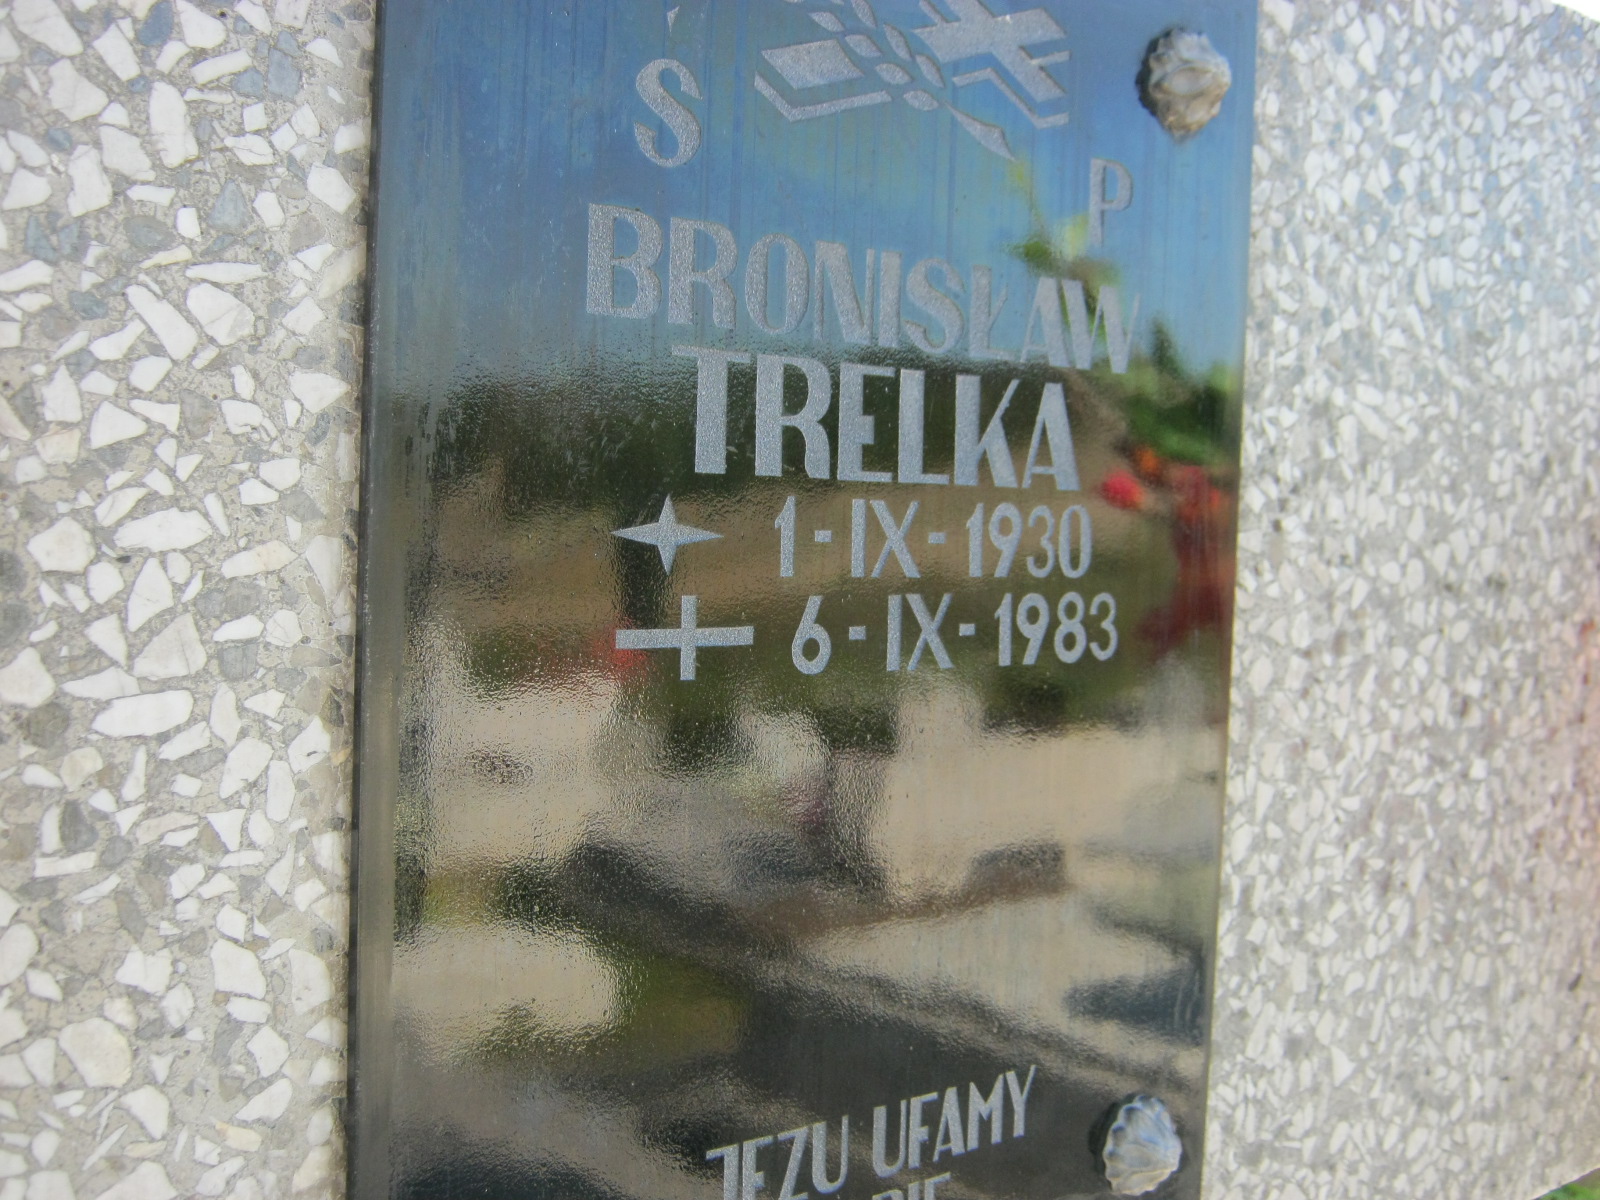 Ś P
BRONISŁAW
TRELKA
1-IX-1930
6-IX-1983
JEZU UFAMY